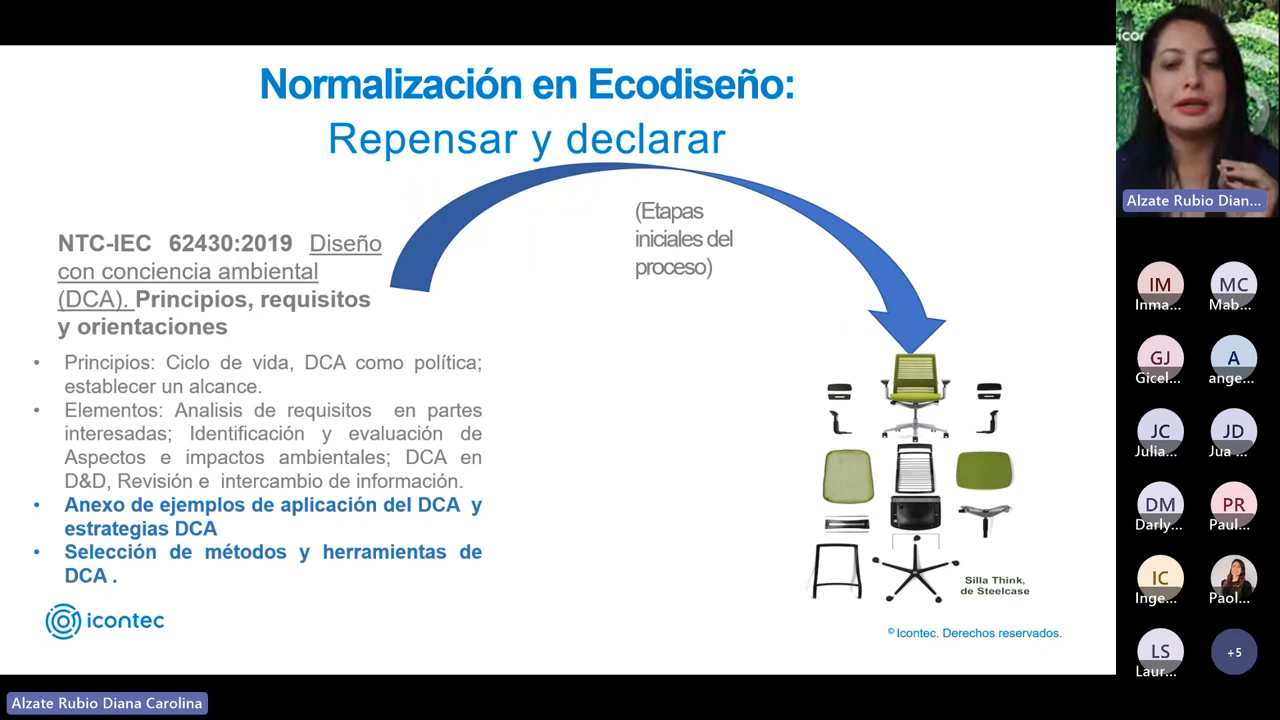 Normalización en Ecodiseño:
Repensar y declarar
(Etapas
iniciales del
proceso)
NTC-IEC 62430:2019 Diseño
con conciencia ambiental
(DCA). Principios, requisitos
y orientaciones
• Principios: Ciclo de vida, DCA como política;
establecer un alcance.
• Elementos: Analisis de requisitos en partes
interesadas; Identificación y evaluación de
Aspectos e impactos ambientales; DCA en
D&D, Revisión e intercambio de información.
• Anexo de ejemplos de aplicación del DCA y
estrategias DCA
• Selección de métodos y herramientas de
DCA .
Silla Think,
de Steelcase
icontec
© Icontec. Derechos reservados.
Alzate Rubio Diana Carolina
icon
Alzate Rubio Dian...
IM
Inma...
MC
Mab...
GJ
Gicel...
A
ange...
JC
Julia...
JD
Jua ...
DM
Darly...
PR
Paul...
IC
Inge...
Paol...
LS
Laur...
+5